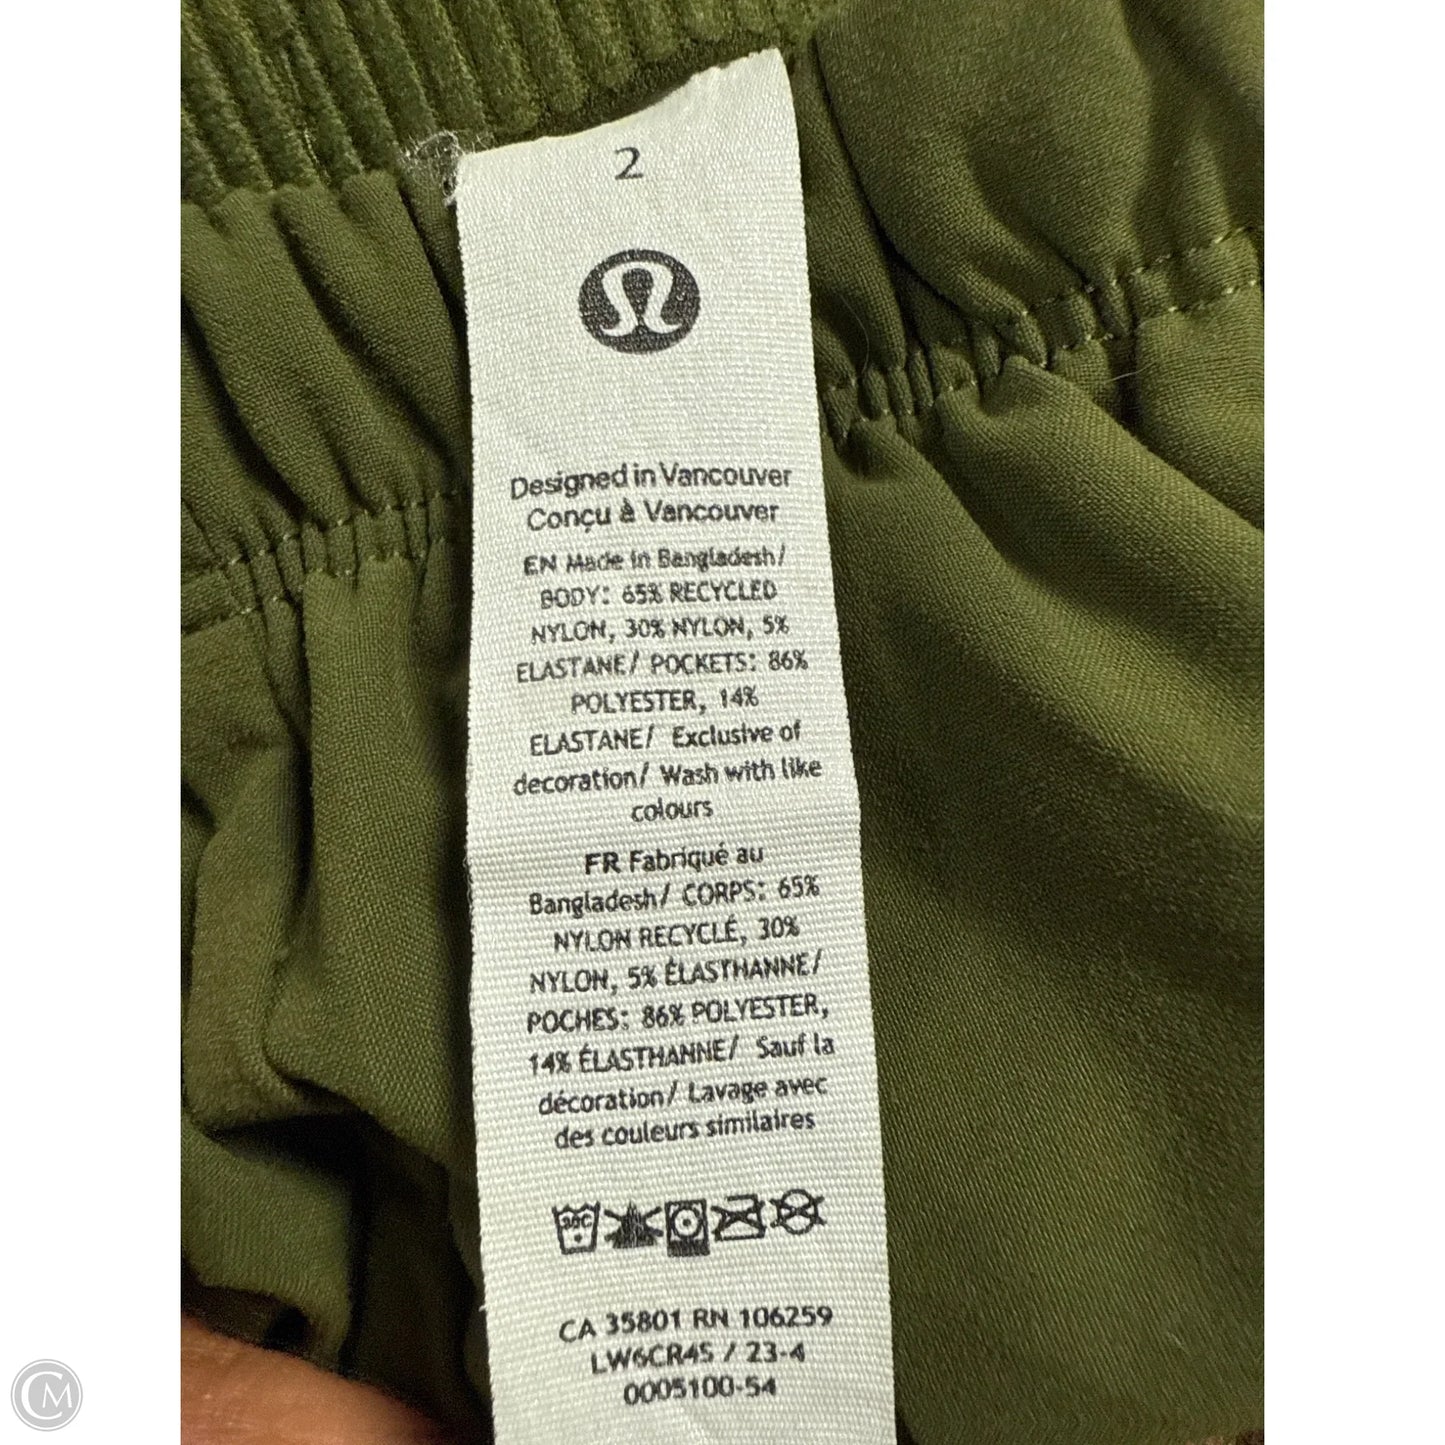 2
Designed in Vancouver
Conçu à Vancouver
EN Made in Bangladesh/
BODY: 65% RECYCLED
NYLON, 30% NYLON, 5%
ELASTANE/ POCKETS: 86%
POLYESTER, 14%
ELASTANE/ Exclusive of
decoration/ Wash with like
colours
FR Fabriqué au
Bangladesh/ CORPS: 65%
NYLON RECYCLÉ, 30%
NYLON, 5% ÉLASTHANNE/
POCHES: 86% POLYESTER,
14% ÉLASTHANNE/ Sauf la
décoration/ Lavage avec
des couleurs similaires
30C
CA 35801 RN 106259
LW6CR4S / 23-4
0005100-54
CM